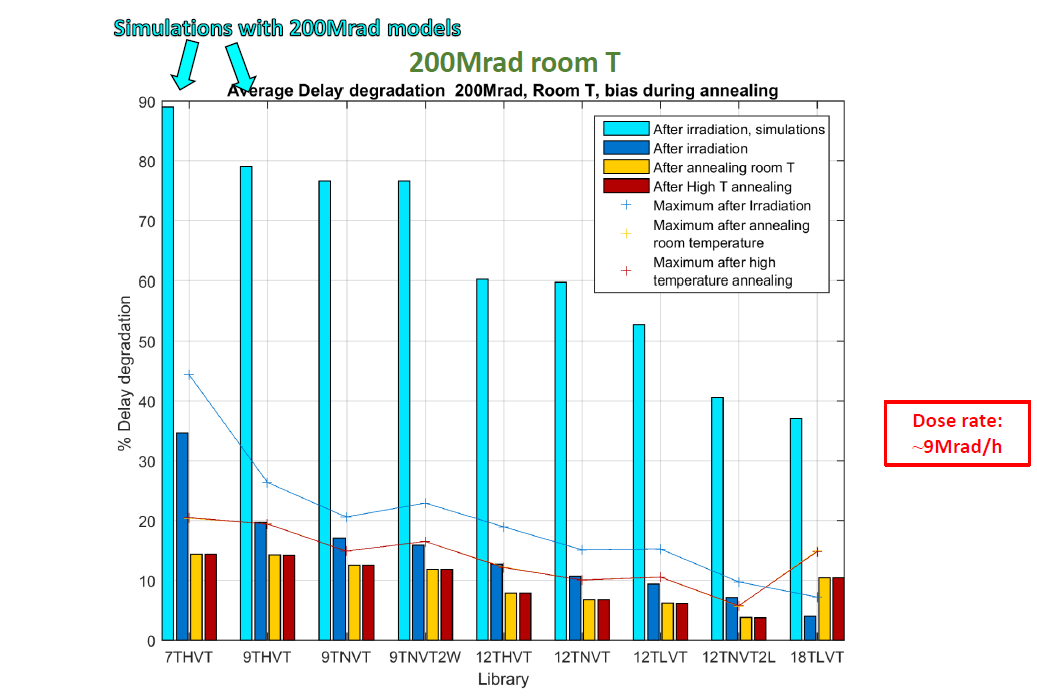 Simulations with 200Mrad models
200Mrad room T
Average Delay degradation 200Mrad, Room T, bias during annealing
90
80
70
60
50
40
30
20
10
0
% Delay degradation
After irradiation, simulations
After irradiation
After annealing room T
After High T annealing
Maximum after Irradiation
Maximum after annealing
room temperature
Maximum after high
temperature annealing
Dose rate:
~9Mrad/h
7THVT 9THVT 9TNVT 9TNVT2W 12THVT 12TNVT 12TLVT 12TNVT2L 18TLVT
Library